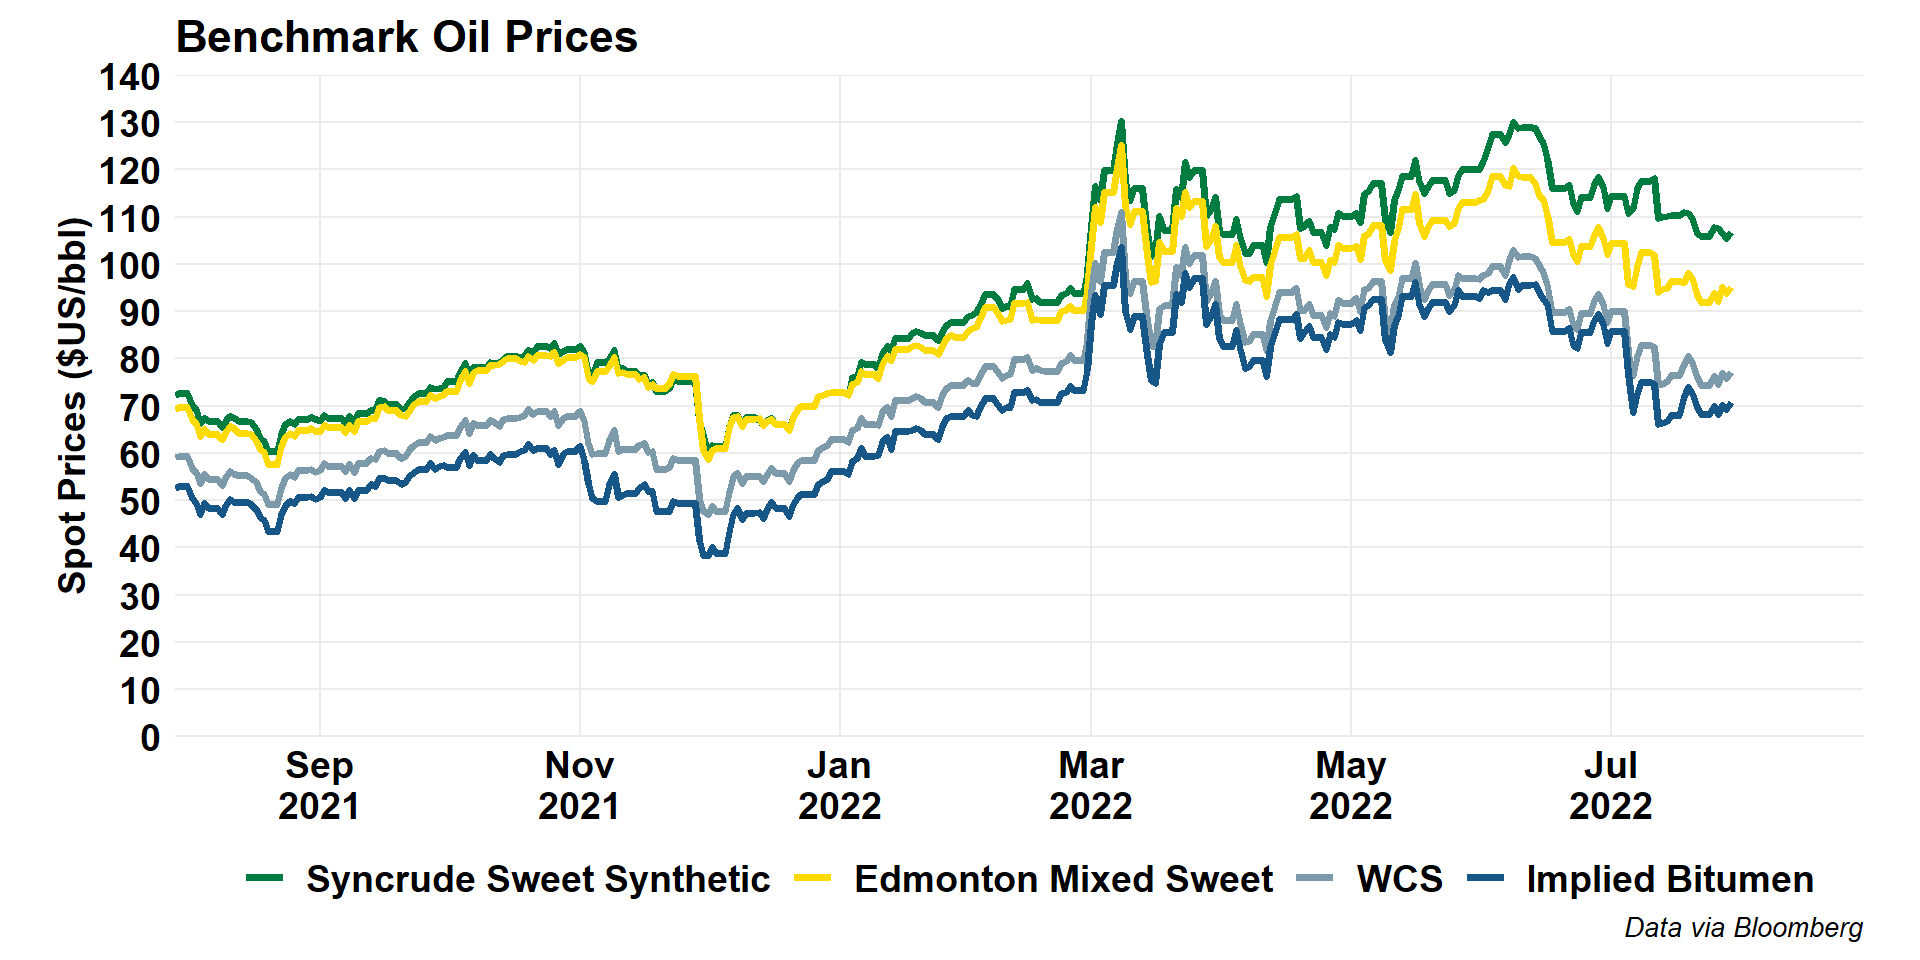 Benchmark Oil Prices
Spot Prices ($US/bbl)
140
130
120
110
100
90
80
70
60
50
40
30
20
10
0
Sep Nov Jan Mar May Jul
2021 2021 2022 2022 2022 2022
Syncrude Sweet Synthetic Edmonton Mixed Sweet WCS Implied Bitumen
Data via Bloomberg